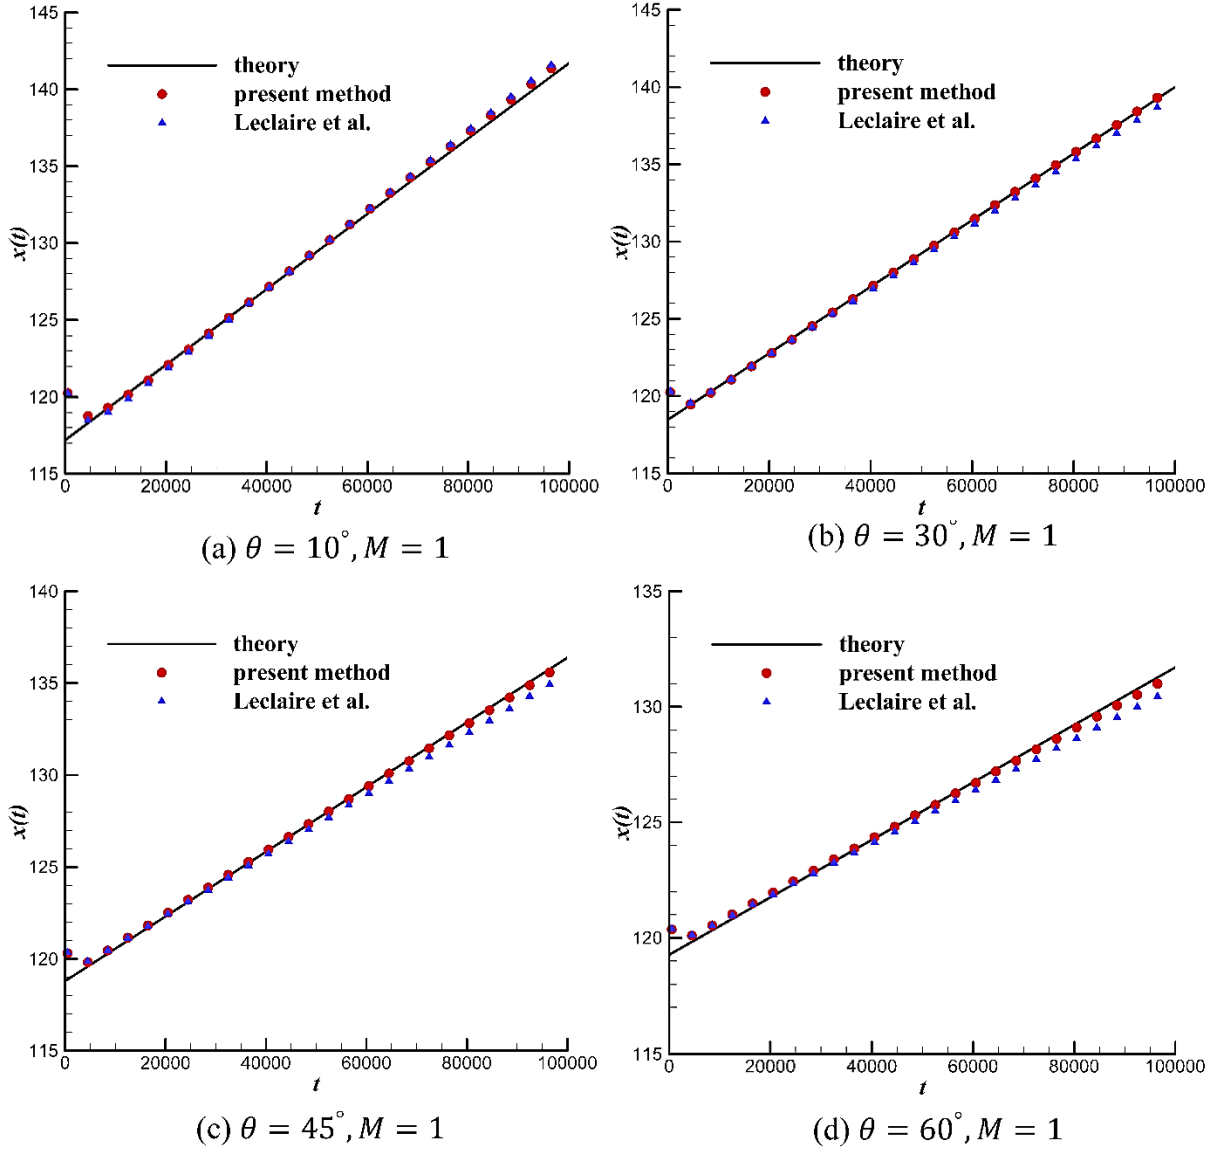 145
140
135
130
125
120
115
x(t)
theory
present method
Leclaire et al.
0 20000 40000 60000 80000 100000
t
(a) θ = 10°, M = 1
145
140
135
130
125
120
115
x(t)
theory
present method
Leclaire et al.
0 20000 40000 60000 80000 100000
t
(b) θ = 30°, M = 1
140
135
130
125
120
115
x(t)
theory
present method
Leclaire et al.
0 20000 40000 60000 80000 100000
t
(c) θ = 45°, M = 1
135
130
125
120
115
x(t)
theory
present method
Leclaire et al.
0 20000 40000 60000 80000 100000
t
(d) θ = 60°, M = 1